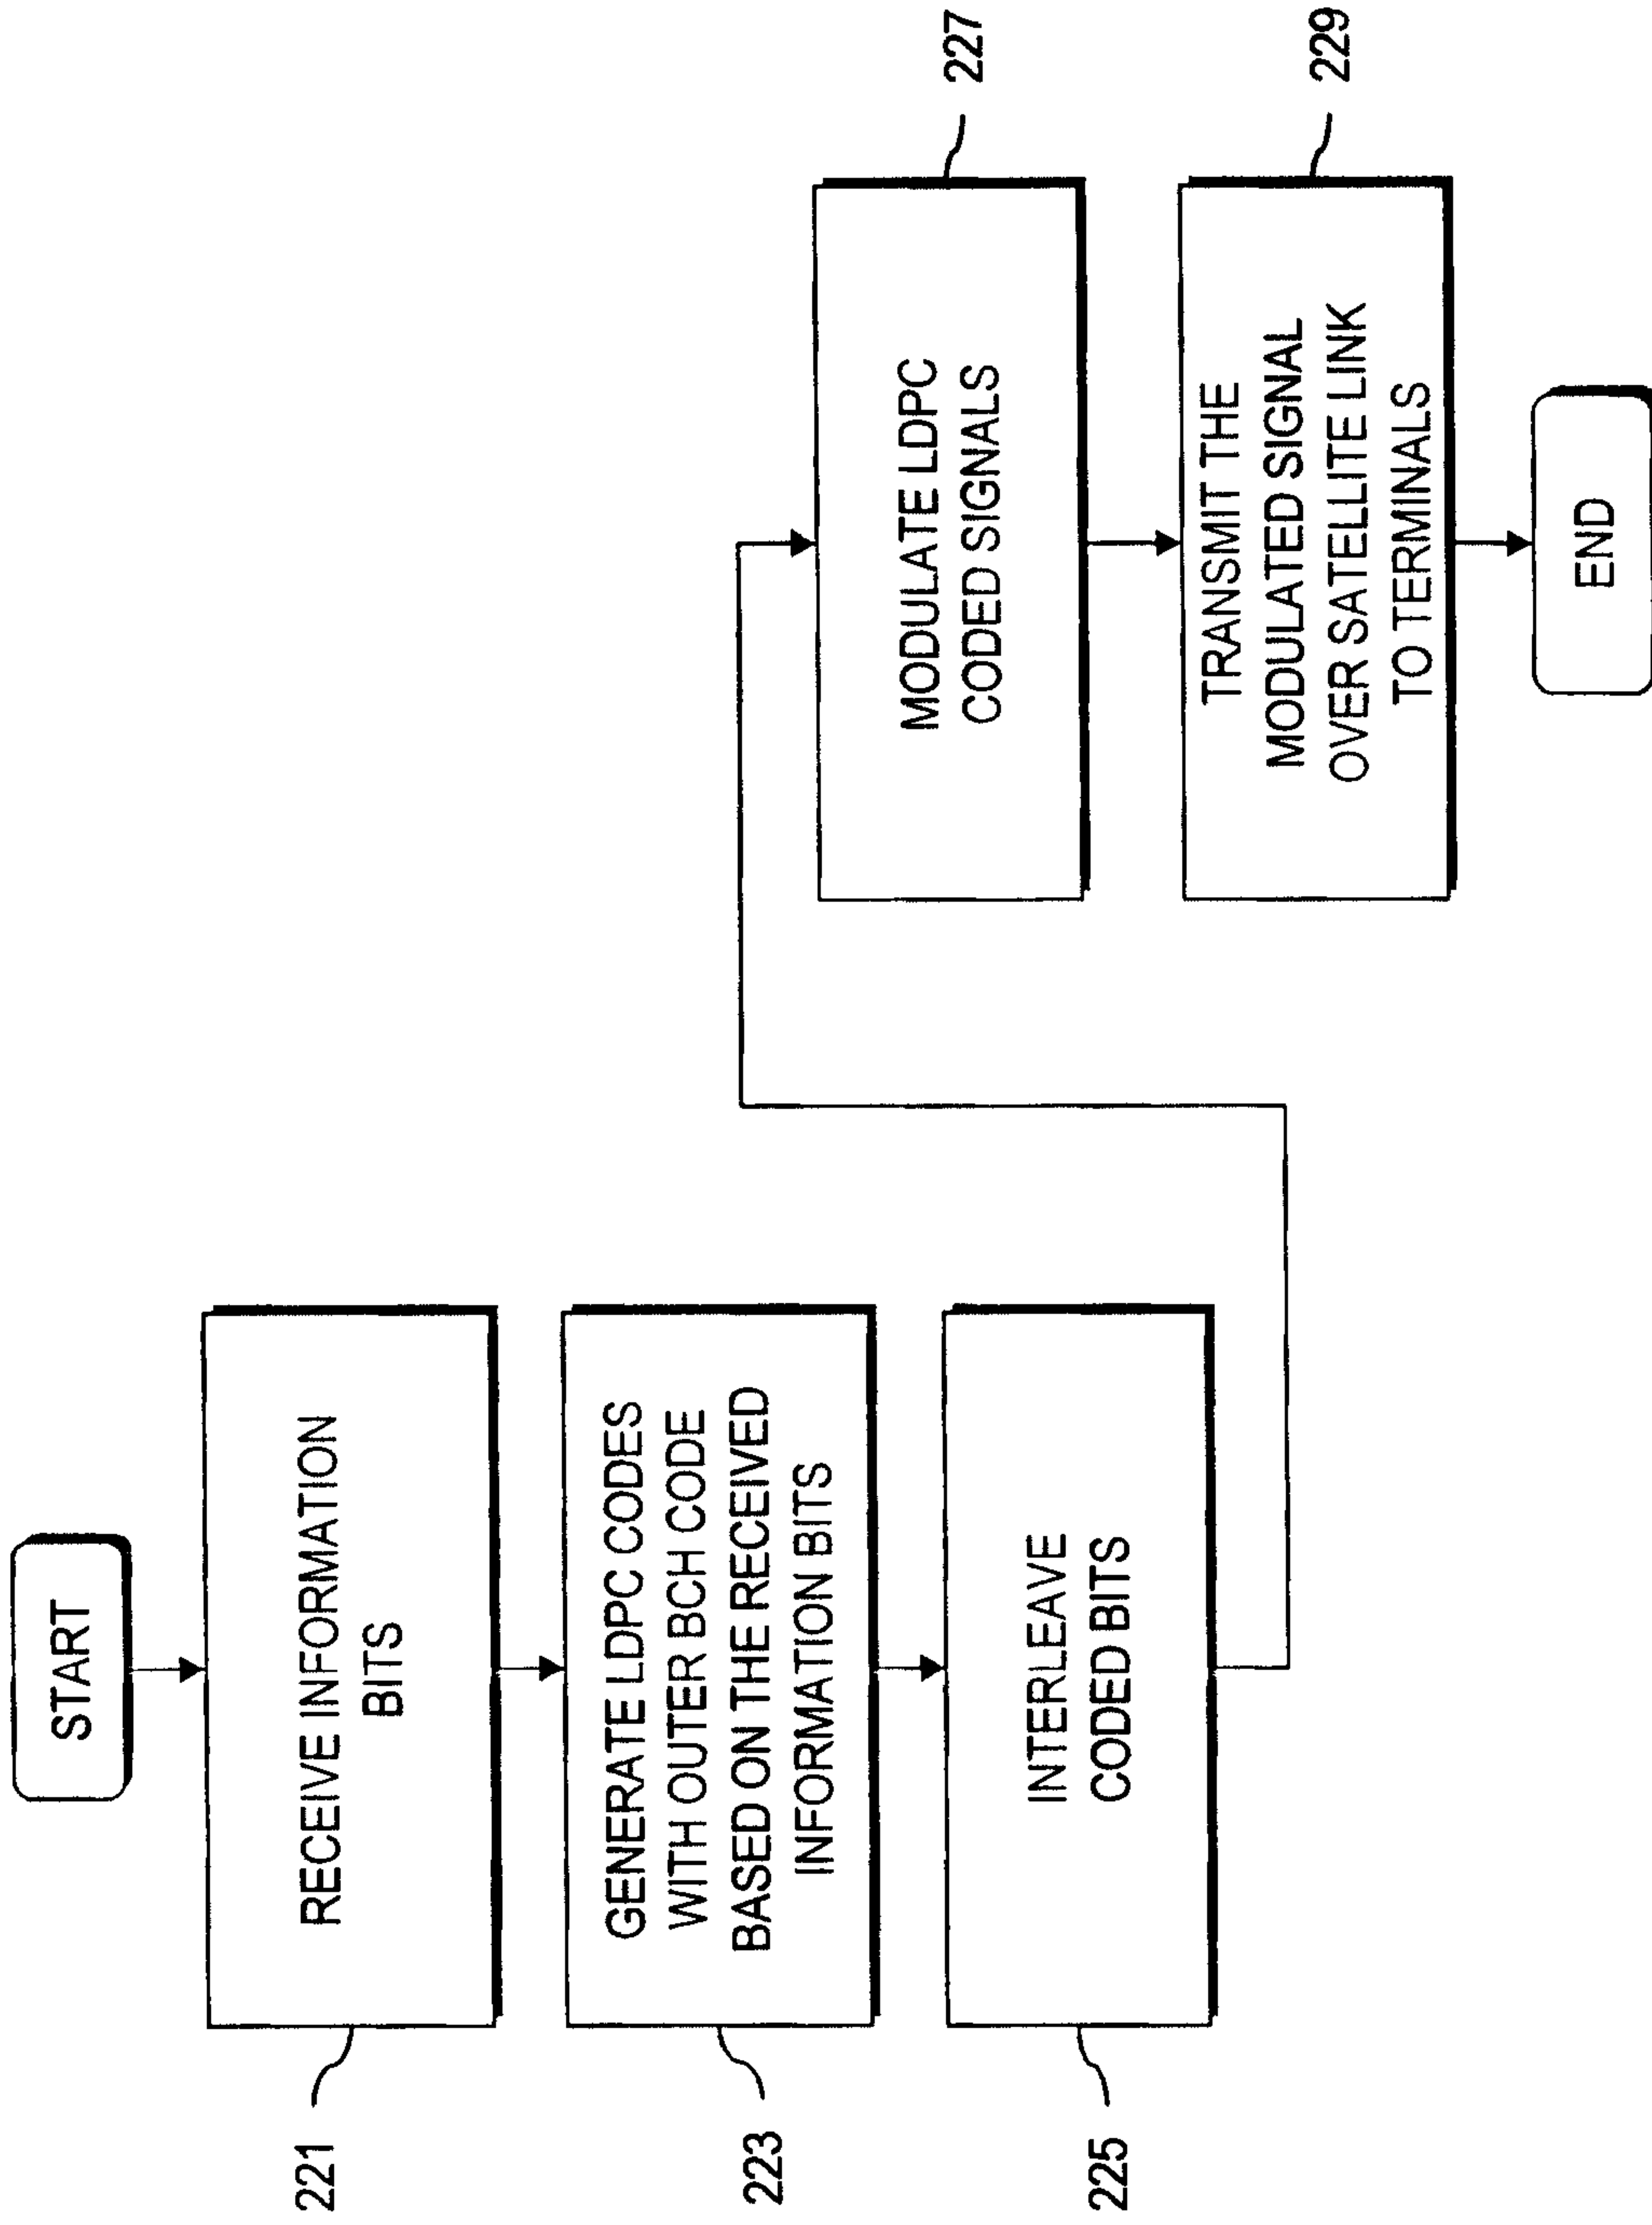 START
221
RECEIVE INFORMATION
BITS
223
GENERATE LDPC CODES
WITH OUTER BCH CODE
BASED ON THE RECEIVED
INFORMATION BITS
225
INTERLEAVE
CODED BITS
227
MODULATE LDPC
CODED SIGNALS
229
TRANSMIT THE
MODULATED SIGNAL
OVER SATELLITE LINK
TO TERMINALS
END